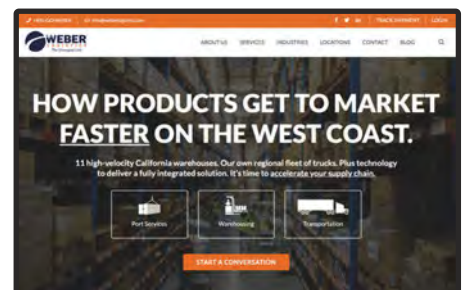 TRACK SHIPMENT LOGIN
WEBER
LOGISTICS
ABOUT US SERVICES INDUSTRIES LOCATIONS CONTACT BLOG
HOW PRODUCTS GET TO MARKET
FASTER ON THE WEST COAST.
11 high-velocity California warehouses. Our own regional fleet of trucks. Plus technology
to deliver a fully integrated solution. It's time to accelerate your supply chain.
Port Services
Warehousing
Transportation
START A CONVERSATION